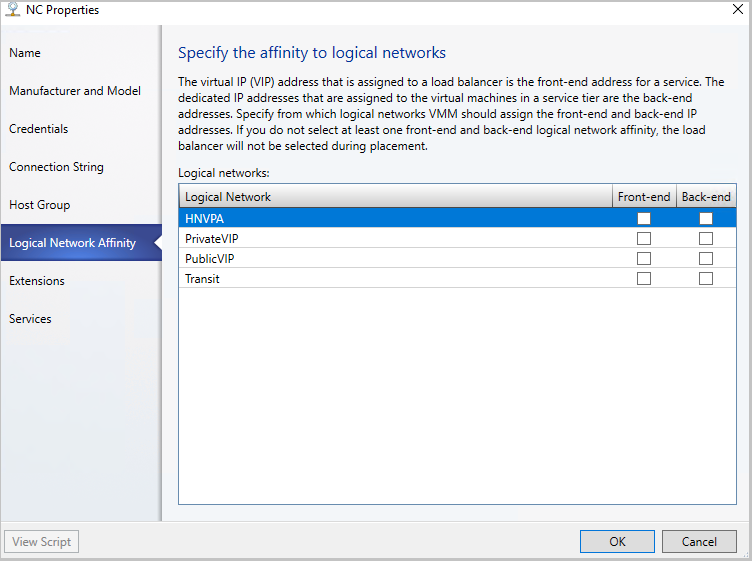 NC Properties
Name
Manufacturer and Model
Credentials
Connection String
Host Group
Logical Network Affinity
Extensions
Services
Specify the affinity to logical networks
The virtual IP (VIP) address that is assigned to a load balancer is the front-end address for a service. The
dedicated IP addresses that are assigned to the virtual machines in a service tier are the back-end
addresses. Specify from which logical networks VMM should assign the front-end and back-end IP
addresses. If you do not select at least one front-end and back-end logical network affinity, the load
balancer will not be selected during placement.
Logical networks:
Logical Network Front-end Back-end
HNVPA
PrivateVIP
PublicVIP
Transit
View Script OK Cancel